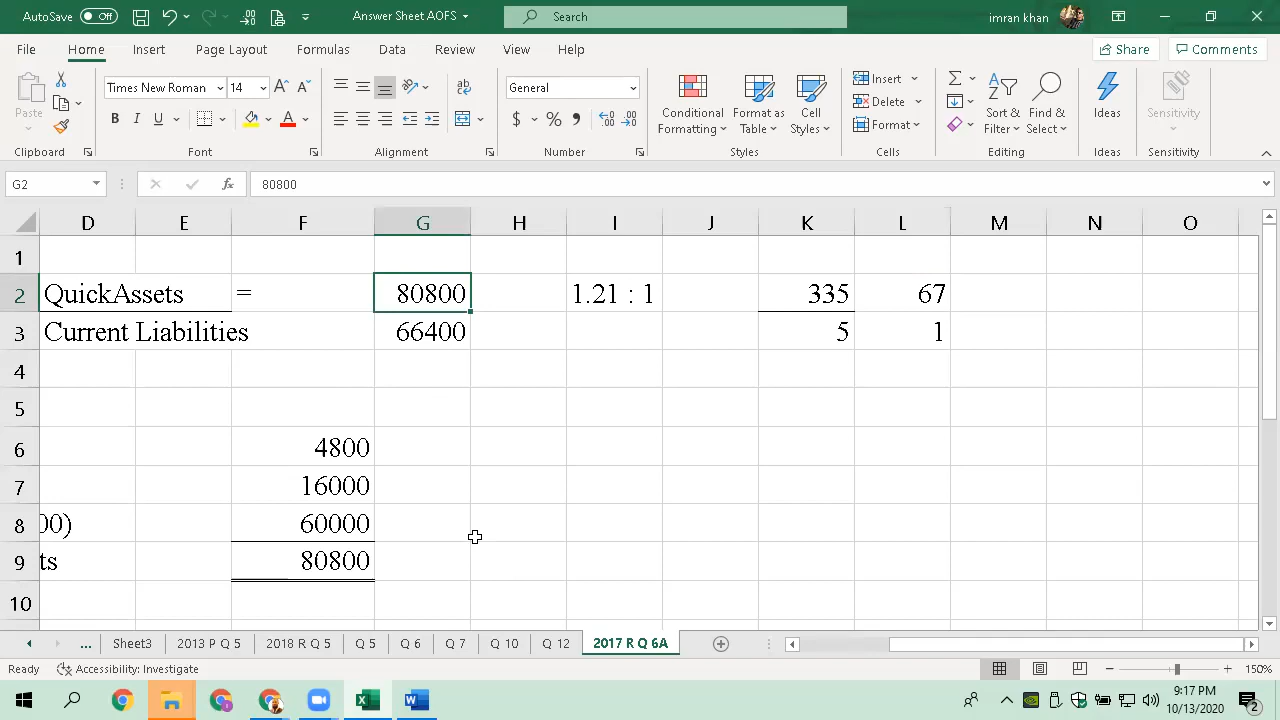 AutoSave Off Answer Sheet AOFS Search imran khan
File Home Insert Page Layout Formulas Data Review View Help Share Comments
Paste Times New Roman 14 General Conditional Formatting Format as Table Cell Styles Insert Delete Format Sort & Filter Find & Select Ideas Sensitivity
Clipboard Font Alignment Number Styles Cells Editing Ideas Sensitivity
G2 fx 80800
D E F G H I J K L M N O
1
2 QuickAssets = 80800 1.21 : 1 335 67
3 Current Liabilities 66400 5 1
4
5
6 4800
7 16000
8 00) 60000
9 ts 80800
10
... Sheet3 2013 P Q 5 2018 R Q 5 Q 5 Q 6 Q 7 Q 10 Q 12 2017 R Q 6A
Ready Accessibility: Investigate 150%
9:17 PM
10/13/2020 2